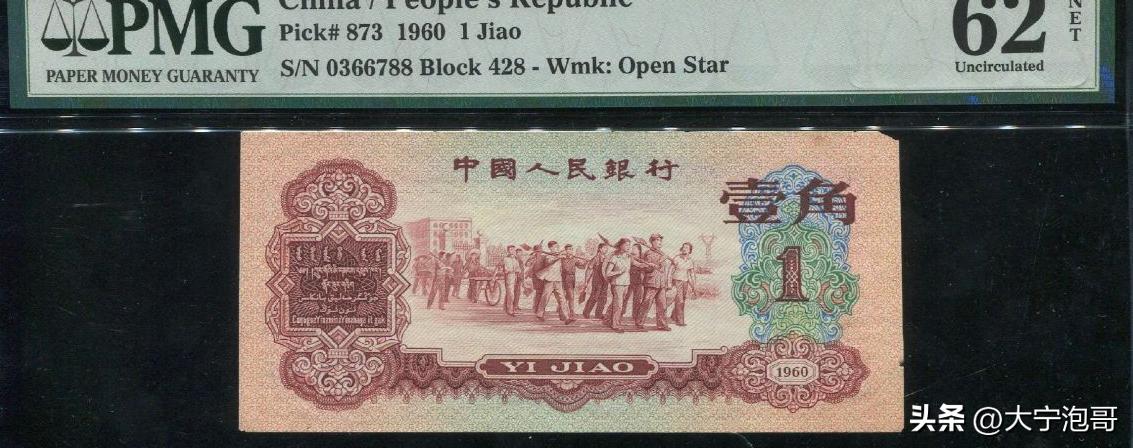 PMG
PAPER MONEY GUARANTY
China / People's Republic
Pick# 873 1960 1 Jiao
S/N 0366788 Block 428 - Wmk: Open Star
62
NET
Uncirculated
中國人民銀行
壹角
1
YI JIAO
1960
头条 @大宁泡哥